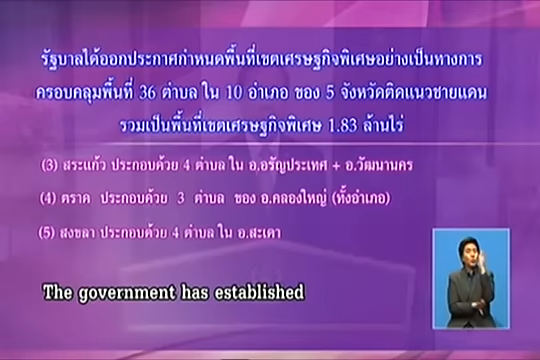 รัฐบาลได้ออกประกาศกำหนดพื้นที่เขตเศรษฐกิจพิเศษอย่างเป็นทางการ
ครอบคลุมพื้นที่ 36 ตำบล ใน 10 อำเภอ ของ 5 จังหวัดติดแนวชายแดน
รวมเป็นพื้นที่เขตเศรษฐกิจพิเศษ 1.83 ล้านไร่
(3) สระแก้ว ประกอบด้วย 4 ตำบล ใน อ.อรัญประเทศ + อ.วัฒนานคร
(4) ตราด ประกอบด้วย 3 ตำบล ของ อ.คลองใหญ่ (ทั้งอำเภอ)
(5) สงขลา ประกอบด้วย 4 ตำบล ใน อ.สะเดา
The government has established